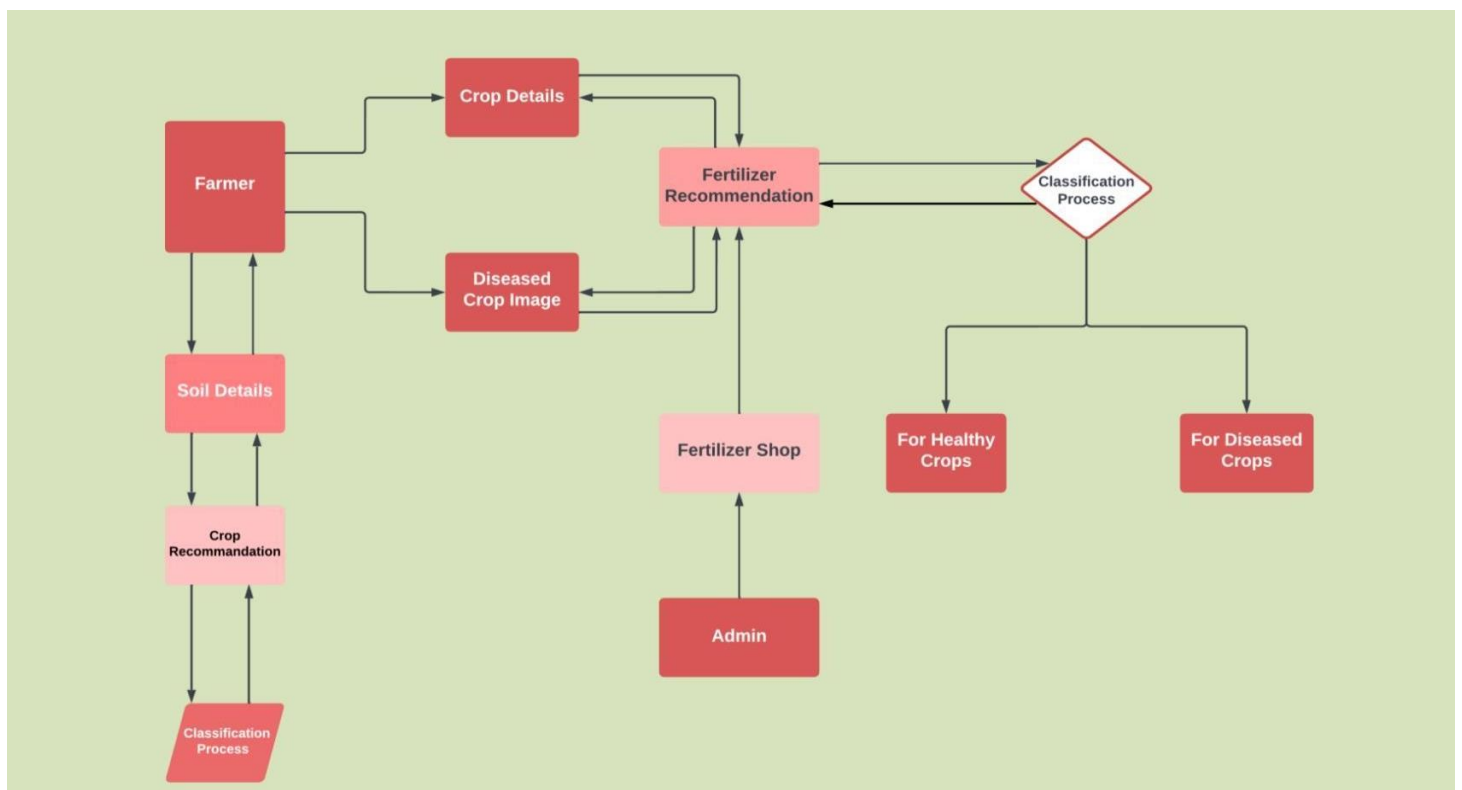 Crop Details
Farmer
Fertilizer
Recommendation
Classification
Process
Diseased
Crop Image
Soil Details
Fertilizer Shop
For Healthy
Crops
For Diseased
Crops
Crop
Recommandation
Admin
Classification
Process